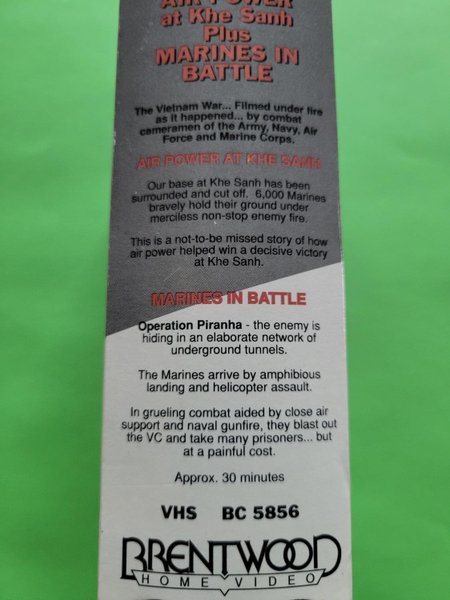 AIR POWER
at Khe Sanh
Plus
MARINES IN
BATTLE
The Vietnam War... Filmed under fire
as it happened... by combat
cameramen of the Army, Navy, Air
Force and Marine Corps.
AIR POWER AT KHE SANH
Our base at Khe Sanh has been
surrounded and cut off. 6,000 Marines
bravely hold their ground under
merciless non-stop enemy fire.
This is a not-to-be missed story of how
air power helped win a decisive victory
at Khe Sanh.
MARINES IN BATTLE
Operation Piranha - the enemy is
hiding in an elaborate network of
underground tunnels.
The Marines arrive by amphibious
landing and helicopter assault.
In grueling combat aided by close air
support and naval gunfire, they blast out
the VC and take many prisoners... but
at a painful cost.
Approx. 30 minutes
VHS BC 5856
BRENTWOOD
HOME VIDEO